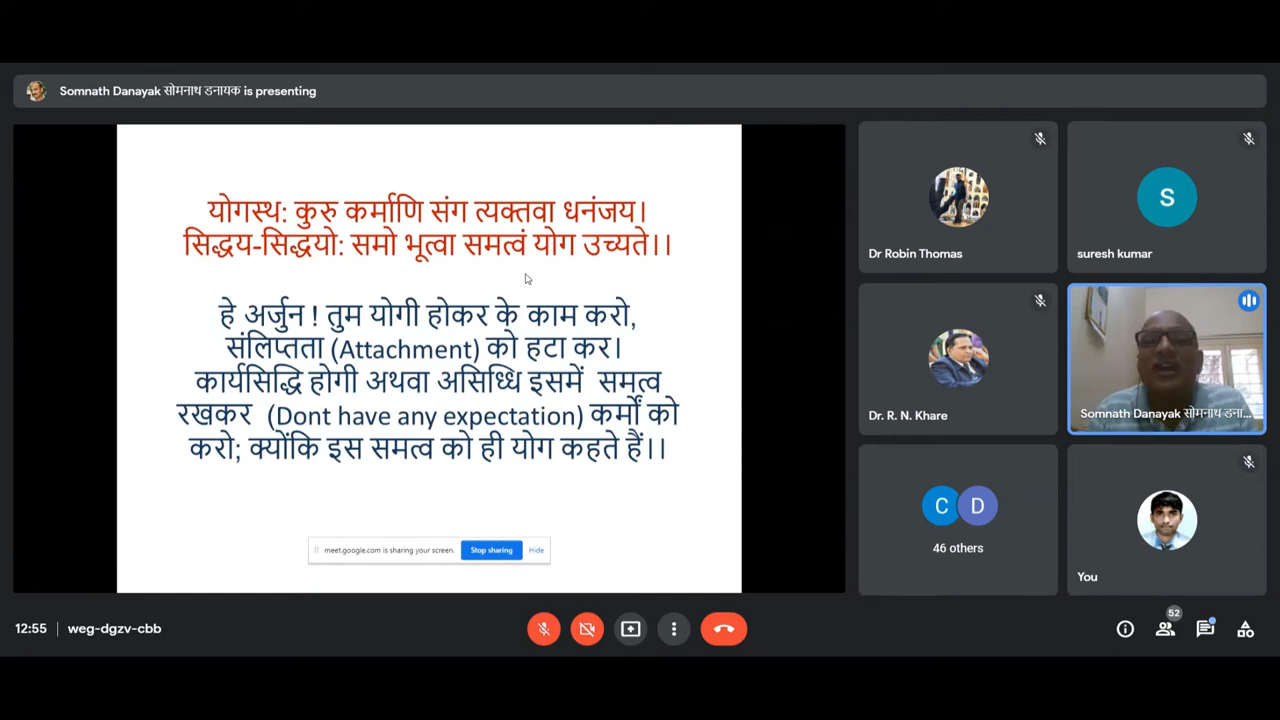 Somnath Danayak सोमनाथ डनायक is presenting
योगस्थ: कुरु कर्माणि संग त्यक्तवा धनंजय।
सिद्धय-सिद्धयो: समो भूत्वा समत्वं योग उच्यते।।
हे अर्जुन ! तुम योगी होकर के काम करो,
संलिप्तता (Attachment) को हटा कर।
कार्यसिद्धि होगी अथवा असिध्धि इसमें समत्व
रखकर (Dont have any expectation) कर्मों को
करो; क्योंकि इस समत्व को ही योग कहते हैं।।
meet.google.com is sharing your screen. Stop sharing Hide
Dr Robin Thomas
S
suresh kumar
Dr. R. N. Khare
Somnath Danayak सोमनाथ डना...
C D
46 others
You
12:55 | weg-dgzv-cbb
52